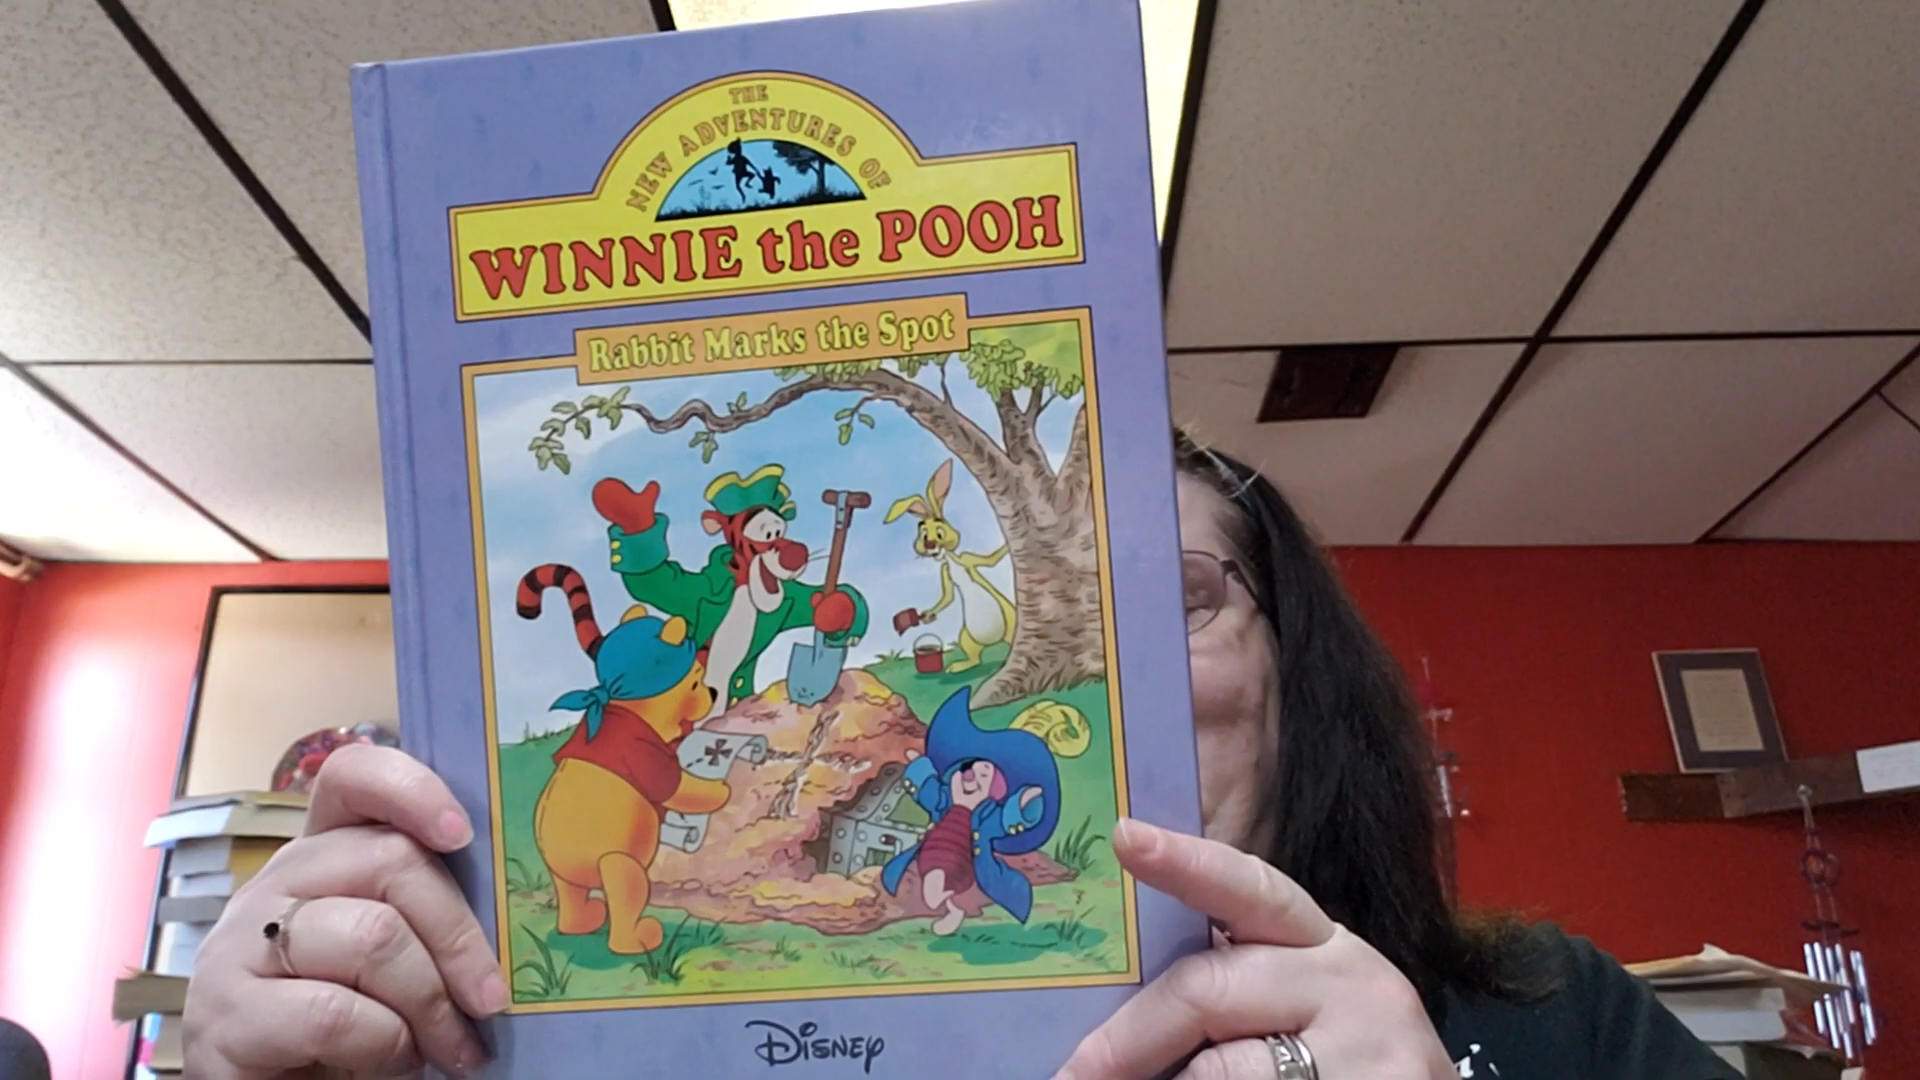 THE
NEW ADVENTURES OF
WINNIE the POOH
Rabbit Marks the Spot
DISNEY